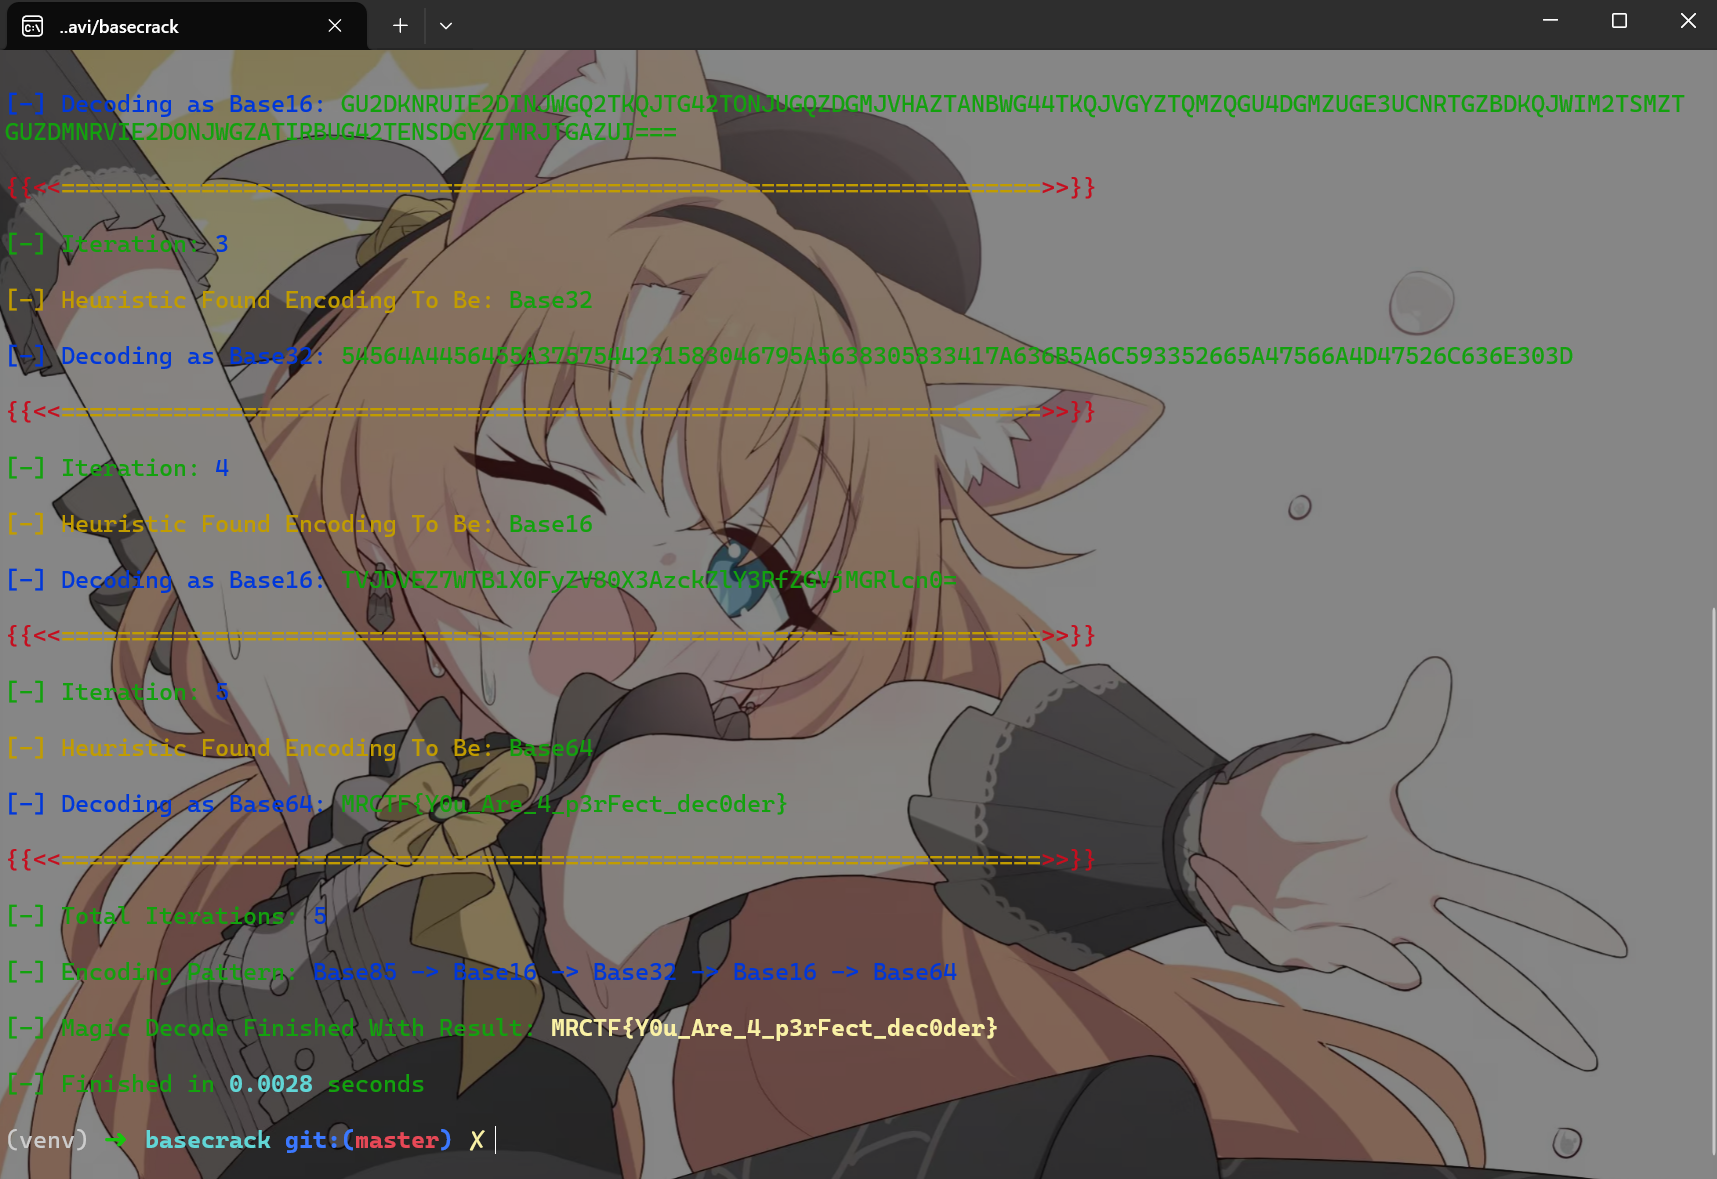 ..avi/basecrack
[-] Decoding as Base16: GU2DKNRUIE2DINJWGQ2TKQJTG42TONJUGQZDGMJVHAZTANBWG44TKQJVGYZTQMZQGU4DGMZUGE3UCNRTGZBDKQJWIM2TSMZT
GUZDMNRVIE2DONJWGZATIRBUG42TENSDGYZTMRJTGAZUI===
{{<<======================================================================>>}}
[-] Iteration: 3
[-] Heuristic Found Encoding To Be: Base32
[-] Decoding as Base32: 54564A4456455A3757544231583046795A5638305833417A636B5A6C593352665A47566A4D47526C636E303D
{{<<======================================================================>>}}
[-] Iteration: 4
[-] Heuristic Found Encoding To Be: Base16
[-] Decoding as Base16: TVJDVEZ7WTB1X0FyZV80X3AzckZlY3RfZGVjMGRlcn0=
{{<<======================================================================>>}}
[-] Iteration: 5
[-] Heuristic Found Encoding To Be: Base64
[-] Decoding as Base64: MRCTF{Y0u_Are_4_p3rFect_dec0der}
{{<<======================================================================>>}}
[-] Total Iterations: 5
[-] Encoding Pattern: Base85 -> Base16 -> Base32 -> Base16 -> Base64
[-] Magic Decode Finished With Result: MRCTF{Y0u_Are_4_p3rFect_dec0der}
[-] Finished in 0.0028 seconds
(venv) ➜ basecrack git:(master) ✗